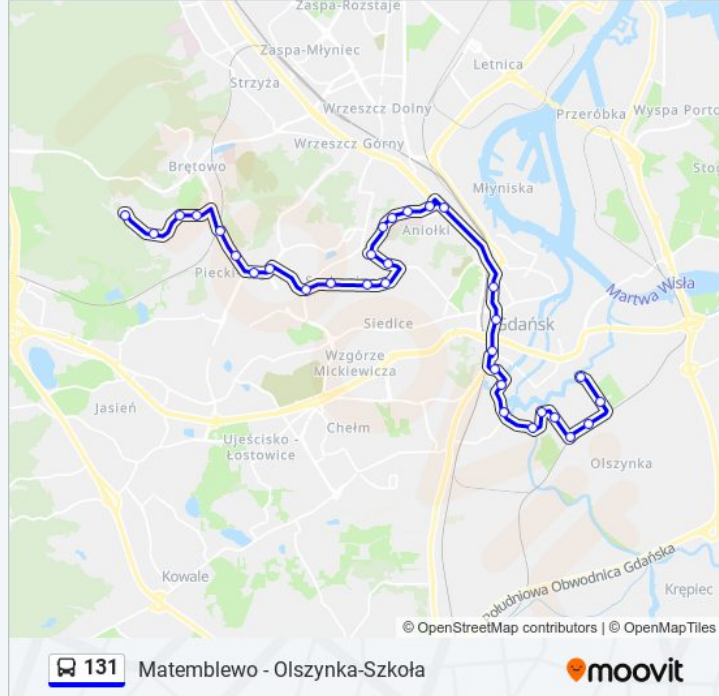 Zaspa-Rozstaje
Zaspa-Młyniec
Letnica
Strzyża
Wrzeszcz Dolny
Przeróbka
Wyspa Porto
Wrzeszcz Górny
Brętowo
Sto
Młyniska
Aniołki
Piecki
Martwa Wisła
Siedlce
Gdańsk
Wzgórze
Mickiewicza
Jasień
Chełm
Ujeścisko -
Łostowice
Olszynka
Południowa Obwodnica Gdańska
Kowale
Krępiec
© OpenStreetMap contributors | © OpenMapTiles
131 Matemblewo - Olszynka-Szkoła
moovit